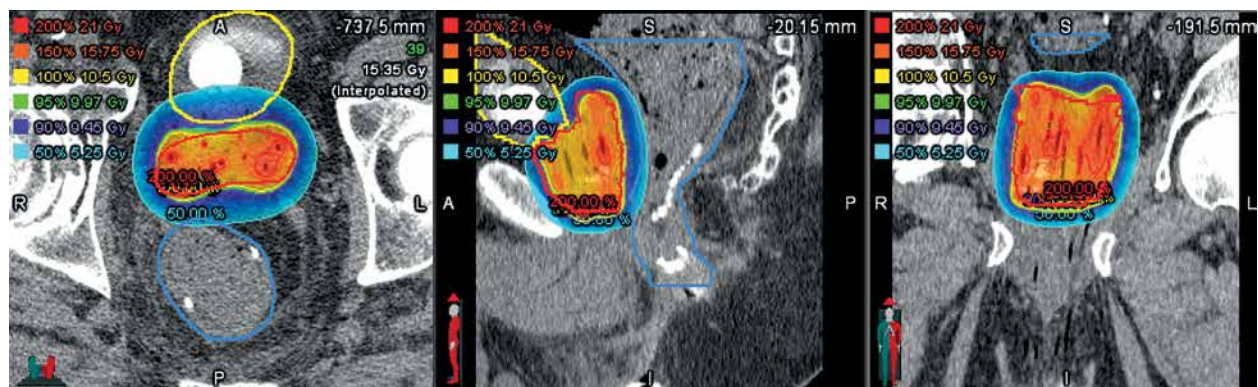 200% 21 Gy
150% 15.75 Gy
100% 10.5 Gy
95% 9.97 Gy
90% 9.45 Gy
50% 5.25 Gy
A
-737.5 mm
39
15.35 Gy
(Interpolated)
R
L
200.00 %
50.00 %
P
200% 21 Gy
150% 15.75 Gy
100% 10.5 Gy
95% 9.97 Gy
90% 9.45 Gy
50% 5.25 Gy
S
-20.15 mm
A
P
200.00 %
50.00 %
I
200% 21 Gy
150% 15.75 Gy
100% 10.5 Gy
95% 9.97 Gy
90% 9.45 Gy
50% 5.25 Gy
S
-191.5 mm
R
L
200.00 %
50.00 %
I